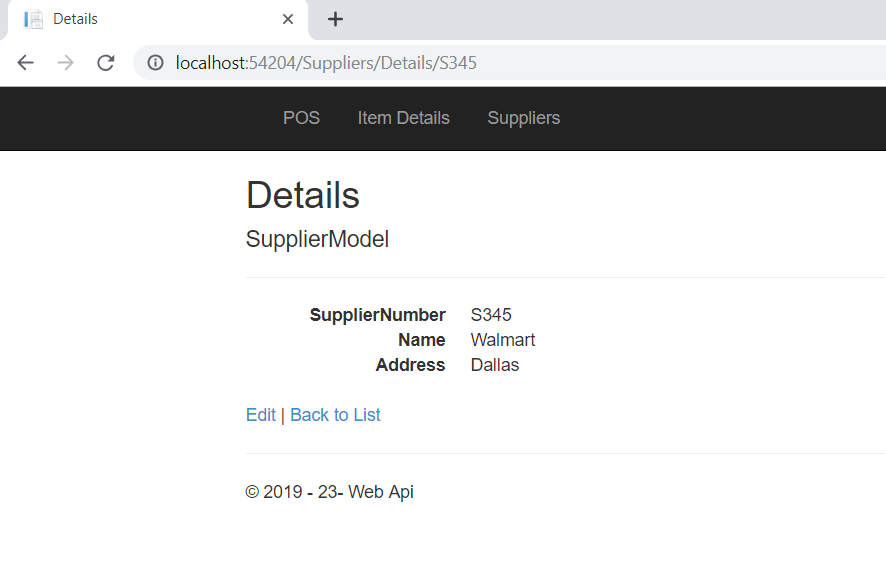 Details
localhost:54204/Suppliers/Details/S345
POS Item Details Suppliers
Details
SupplierModel
SupplierNumber S345
Name Walmart
Address Dallas
Edit | Back to List
© 2019 - 23- Web Api